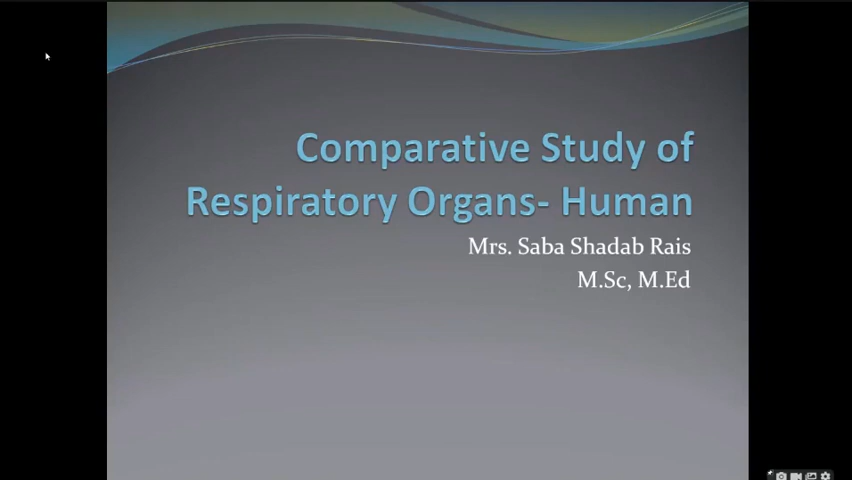 Comparative Study of
Respiratory Organs- Human
Mrs. Saba Shadab Rais
M.Sc, M.Ed